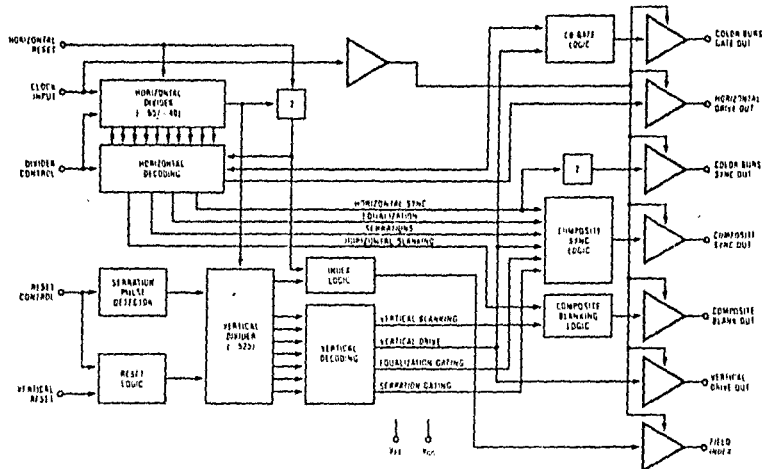 HORIZONTAL
RESET
CLOCK
INPUT
DIVIDER
CONTROL
RESET
CONTROL
VERTICAL
RESET
HORIZONTAL
DIVIDER
HORIZONTAL
DECODING
2
SERRATION
PULSE
DETECTION
RESET
LOGIC
VERTICAL
DIVIDER
(÷ 525)
INDEX
LOGIC
VERTICAL
DECODING
HORIZONTAL SYNC
EQUALIZATION
SERRATIONS
HORIZONTAL BLANKING
VERTICAL BLANKING
VERTICAL DRIVE
EQUALIZATION GATING
SERRATION GATING
GATE
LOGIC
2
COMPOSITE
SYNC
LOGIC
COMPOSITE
BLANKING
LOGIC
COLOR BURST
GATE OUT
HORIZONTAL
DRIVE OUT
COLOR BURST
SYNC OUT
COMPOSITE
SYNC OUT
COMPOSITE
BLANK OUT
VERTICAL
DRIVE OUT
FIELD
INDEX